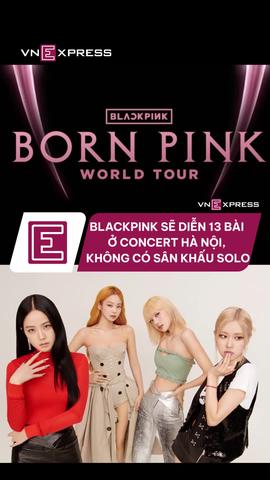 VNEXPRESS
BLACKPINK
BORN PINK
WORLD TOUR
VNEXPRESS
E
BLACKPINK SẼ DIỄN 13 BÀI
Ở CONCERT HÀ NỘI,
KHÔNG CÓ SÂN KHẤU SOLO